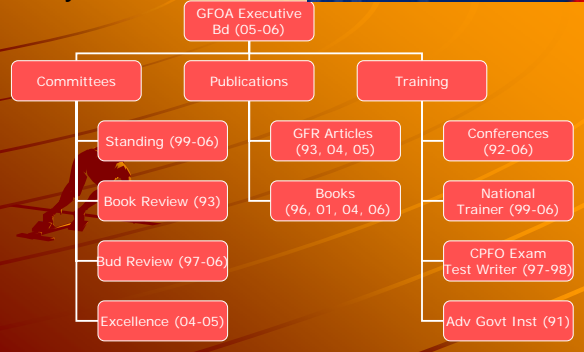 GFOA Executive
Bd (05-06)
Committees
Publications
Training
Standing (99-06)
Book Review (93)
Bud Review (97-06)
Excellence (04-05)
GFR Articles
(93, 04, 05)
Books
(96, 01, 04, 06)
Conferences
(92-06)
National
Trainer (99-06)
CPFO Exam
Test Writer (97-98)
Adv Govt Inst (91)